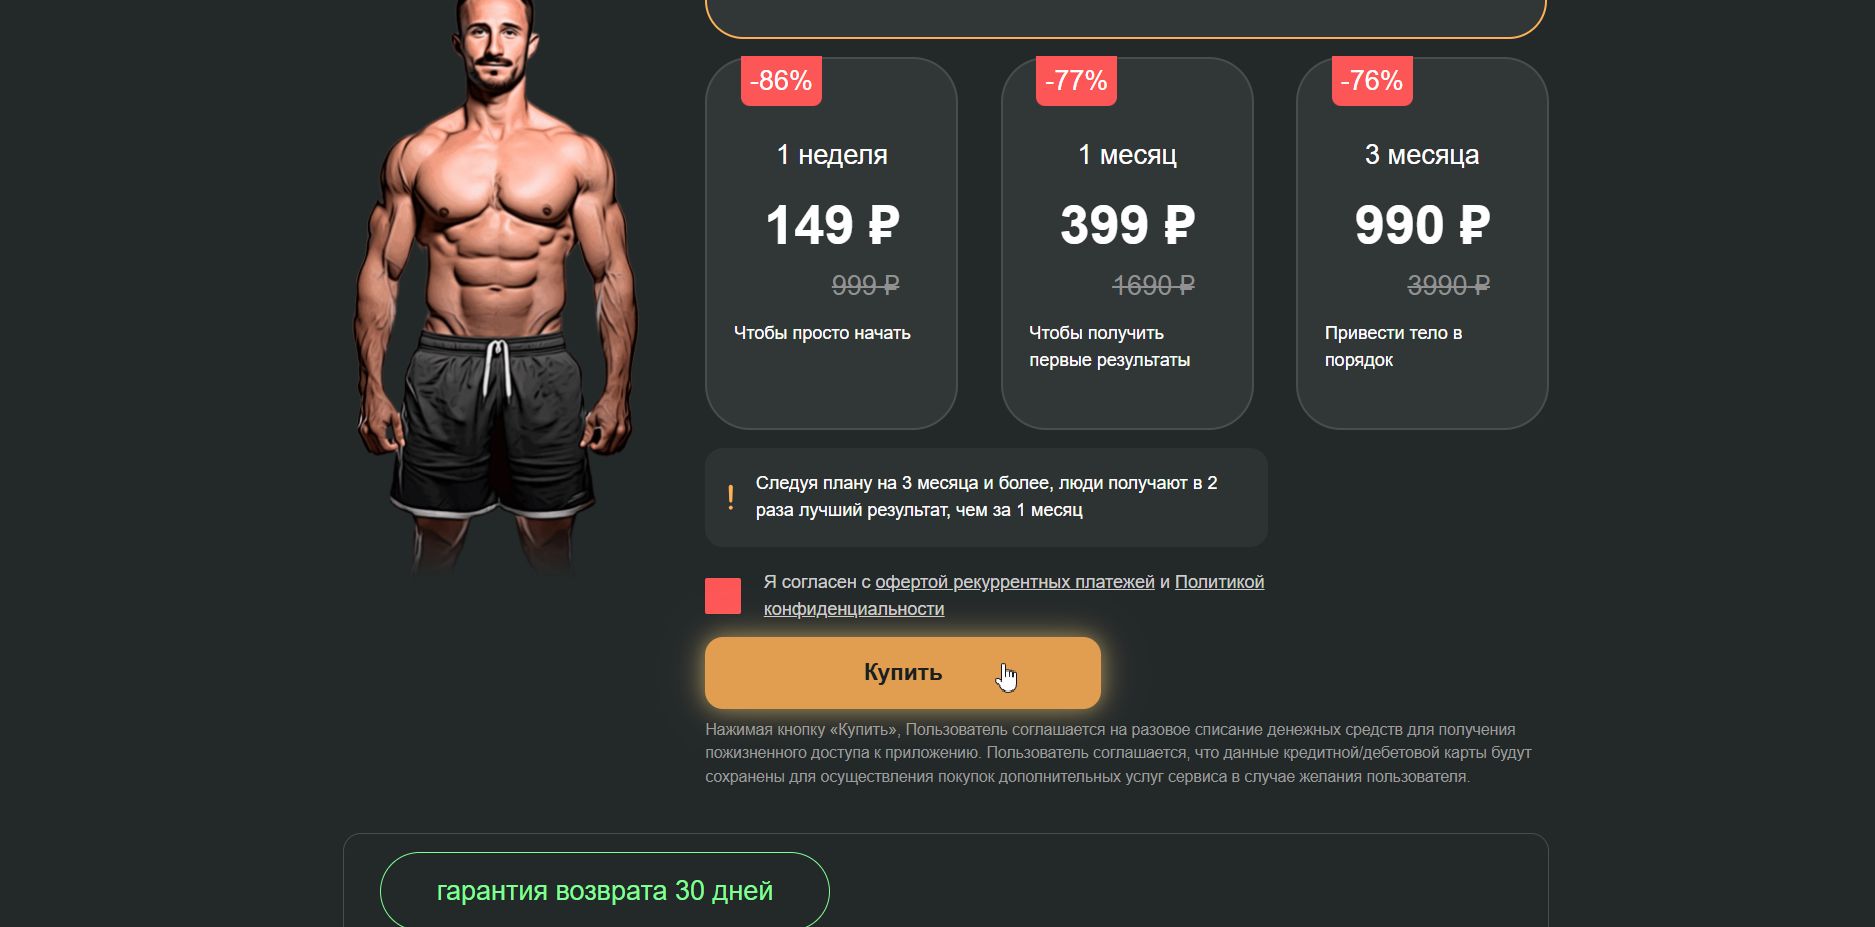 -86%
1 неделя
149 ₽
999 ₽
Чтобы просто начать
-77%
1 месяц
399 ₽
1690 ₽
Чтобы получить
первые результаты
-76%
3 месяца
990 ₽
3990 ₽
Привести тело в
порядок
! Следуя плану на 3 месяца и более, люди получают в 2
раза лучший результат, чем за 1 месяц
Я согласен с офертой рекуррентных платежей и Политикой
конфиденциальности
Купить
Нажимая кнопку «Купить», Пользователь соглашается на разовое списание денежных средств для получения
пожизненного доступа к приложению. Пользователь соглашается, что данные кредитной/дебетовой карты будут
сохранены для осуществления покупок дополнительных услуг сервиса в случае желания пользователя.
гарантия возврата 30 дней